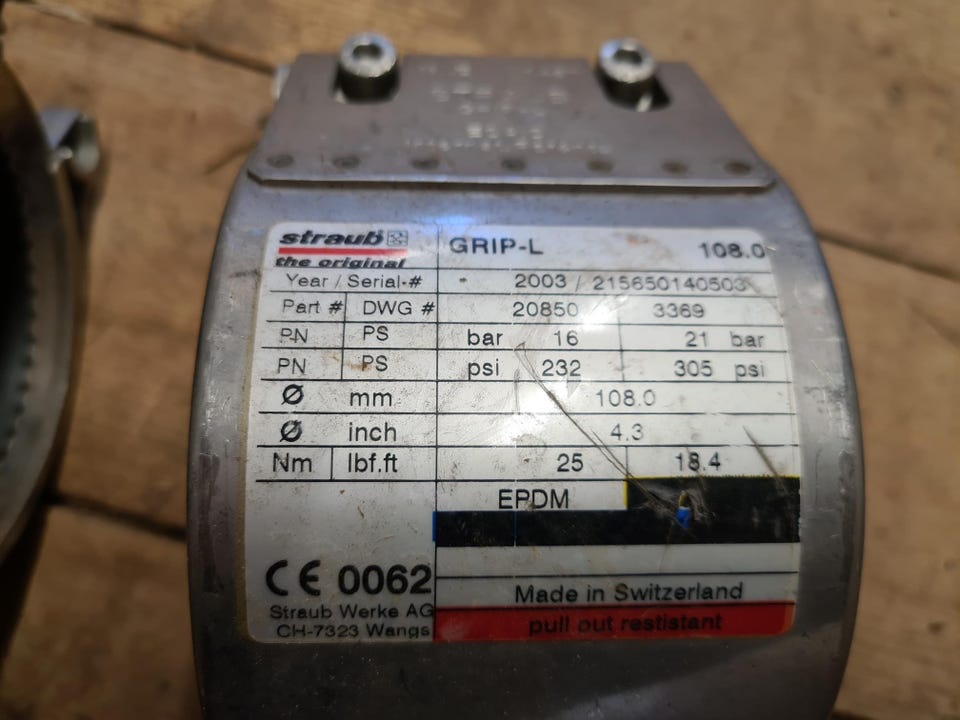 straub GRIP-L 108.0
the original
Year / Serial # 2003 / 215650140503
Part # DWG # 20850 3369
PN PS bar 16 21 bar
PN PS psi 232 305 psi
Ø mm 108.0
Ø inch 4.3
Nm lbf.ft 25 18.4
EPDM
CE 0062
Made in Switzerland
Straub Werke AG
pull out restistant
CH-7323 Wangs